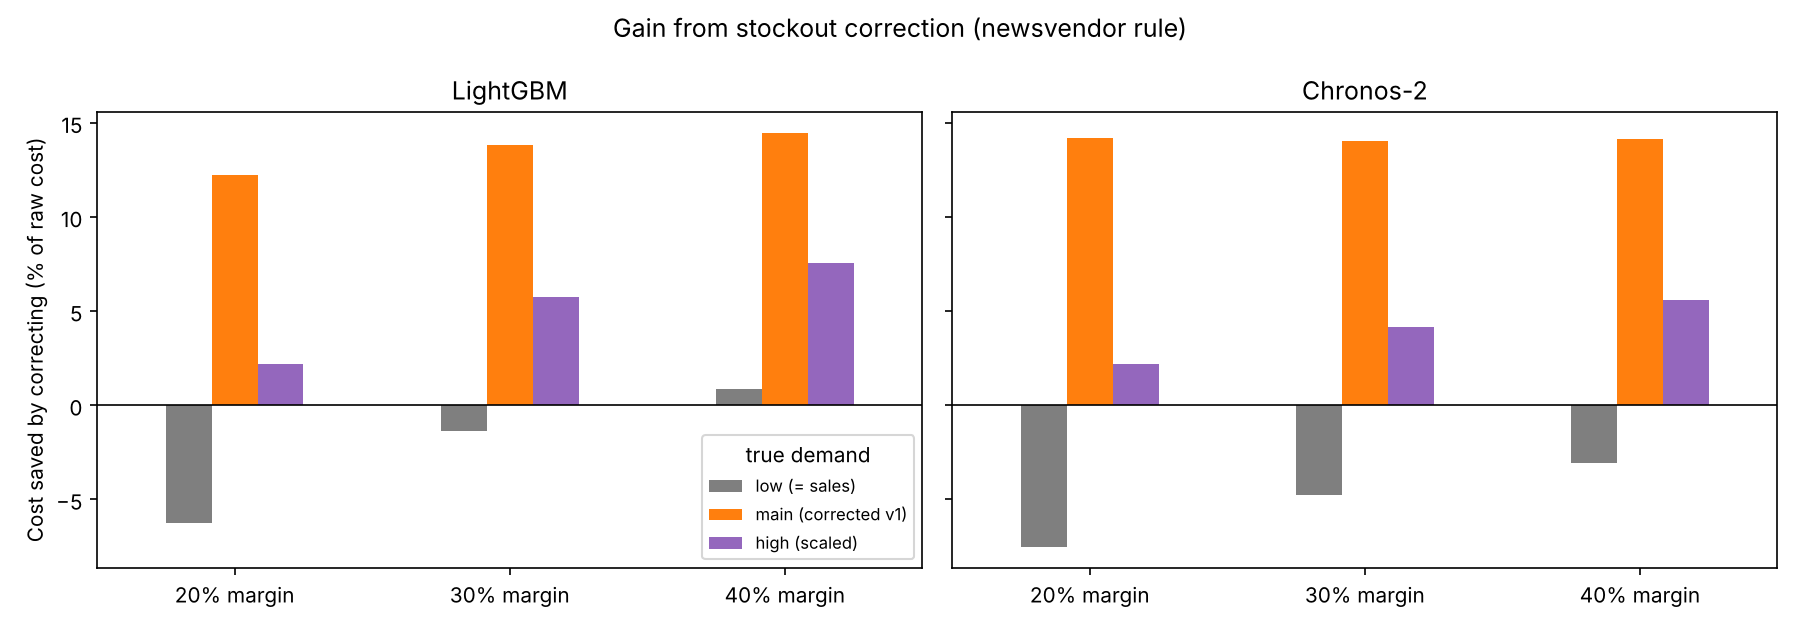 Gain from stockout correction (newsvendor rule)
LightGBM
Cost saved by correcting (% of raw cost)
15
10
5
0
−5
20% margin
30% margin
40% margin
true demand
low (= sales)
main (corrected v1)
high (scaled)
Chronos-2
20% margin
30% margin
40% margin